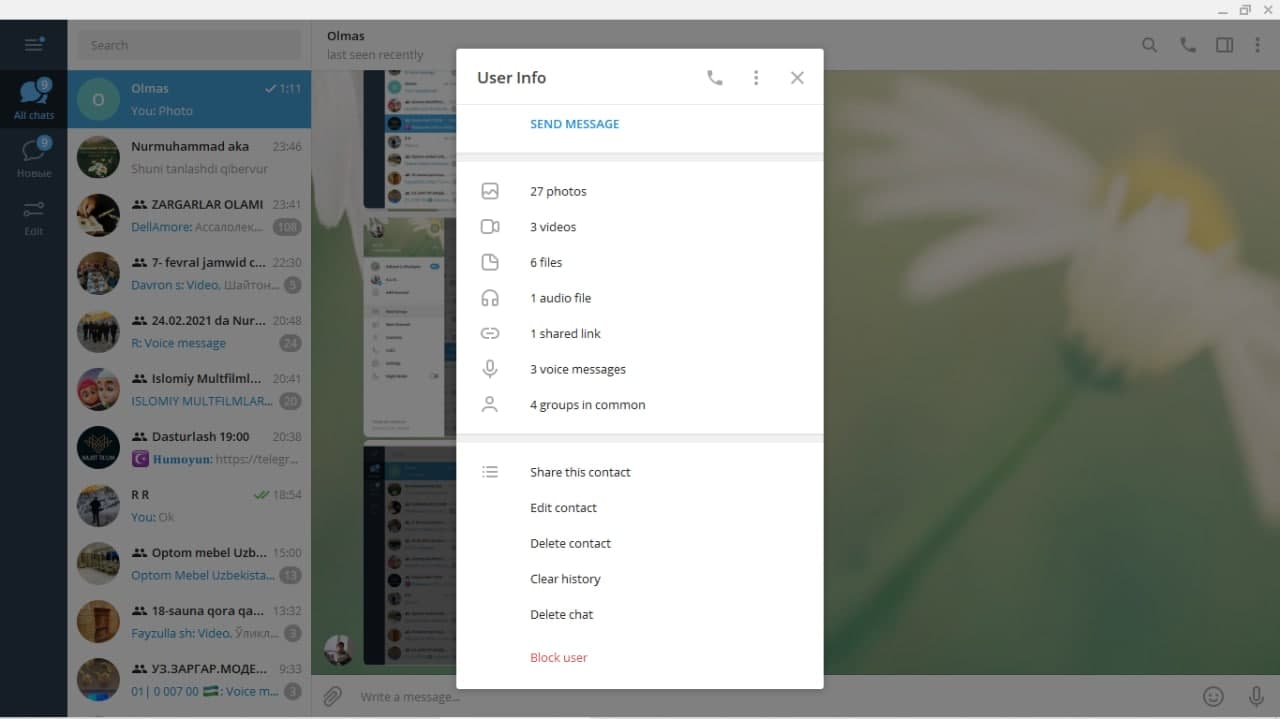 Search
Olmas
last seen recently
9
All chats
9
Новые
Edit
O
Olmas 1:11
You: Photo
Nurmuhammad aka 23:46
Shuni tanlashdi qibervur
ZARGARLAR OLAMI 23:41
DellAmore: Ассалолек... 108
7- fevral jamwid c... 22:30
Davron s: Video, Шайтон... 5
24.02.2021 da Nur... 20:48
R: Voice message 24
Islomiy Multfilml... 20:41
ISLOMIY MULTFILMLAR... 20
Dasturlash 19:00 20:38
☪️ 𝐇𝐮𝐦𝐨𝐲𝐮𝐧: https://telegr...
R R 18:54
You: Ok
Optom mebel Uzb... 15:00
Optom Mebel Uzbekista... 13
18-sauna qora qa... 13:32
Fayzulla sh: Video, Ўликл... 3
УЗ.ЗАРГАР.МОДЕ... 9:33
01| 0 007 00 🇺🇿: Voice m... 3
User Info
SEND MESSAGE
27 photos
3 videos
6 files
1 audio file
1 shared link
3 voice messages
4 groups in common
Share this contact
Edit contact
Delete contact
Clear history
Delete chat
Block user
Write a message...